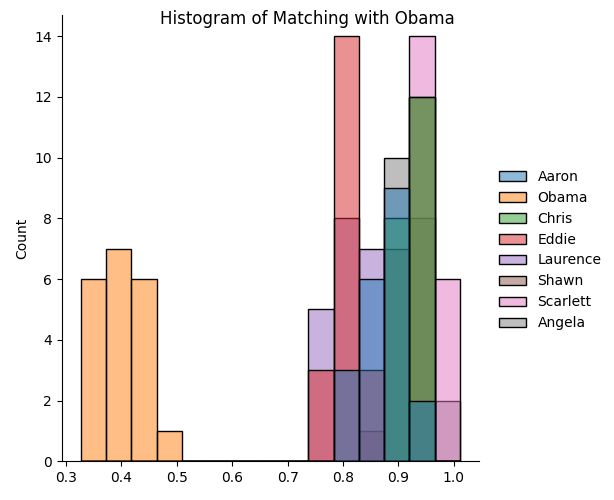 Histogram of Matching with Obama
14
12
10
8
6
4
2
0
Count
0.3 0.4 0.5 0.6 0.7 0.8 0.9 1.0
Aaron
Obama
Chris
Eddie
Laurence
Shawn
Scarlett
Angela